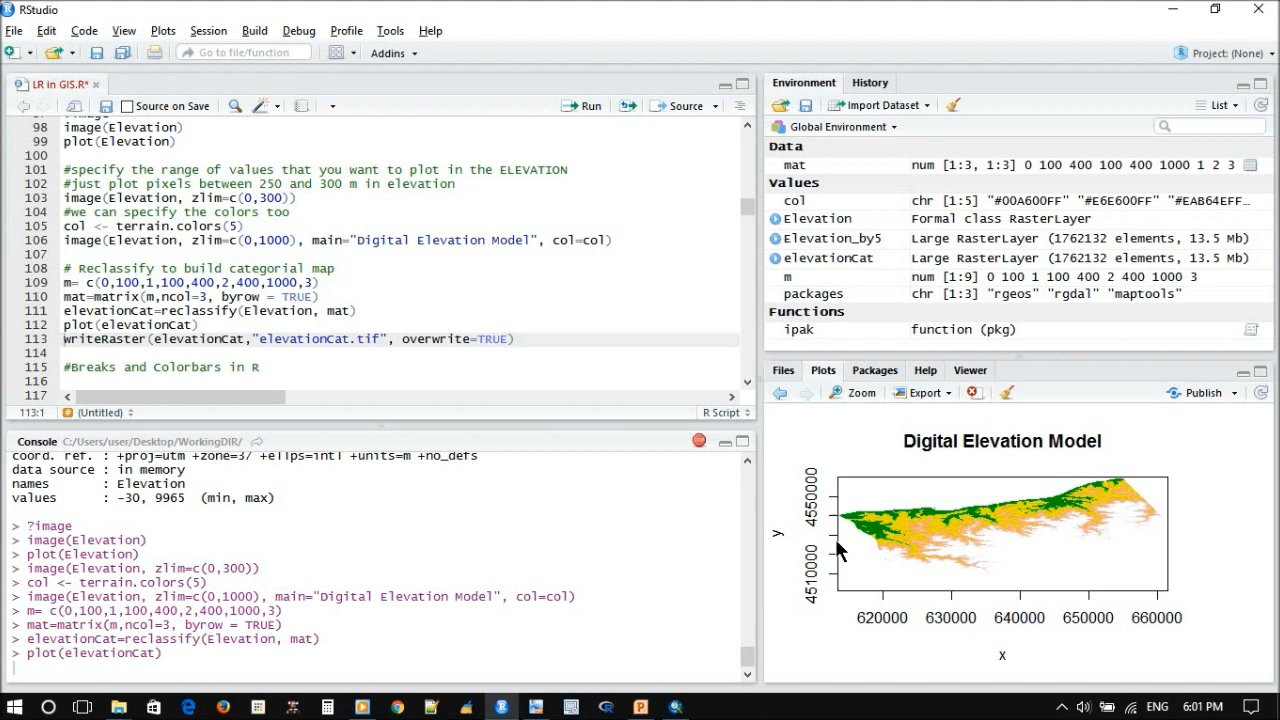 RStudio
File Edit Code View Plots Session Build Debug Profile Tools Help
Go to file/function Addins Project: (None)
LR in GIS.R*
Source on Save Run Source
98 image(Elevation)
99 plot(Elevation)
100
101 #specify the range of values that you want to plot in the ELEVATION
102 #just plot pixels between 250 and 300 m in elevation
103 image(Elevation, zlim=c(0,300))
104 #we can specify the colors too
105 col <- terrain.colors(5)
106 image(Elevation, zlim=c(0,1000), main="Digital Elevation Model", col=col)
107
108 # Reclassify to build categorial map
109 m= c(0,100,1,100,400,2,400,1000,3)
110 mat=matrix(m,ncol=3, byrow = TRUE)
111 elevationCat=reclassify(Elevation, mat)
112 plot(elevationCat)
113 writeRaster(elevationCat,"elevationCat.tif", overwrite=TRUE)
114
115 #Breaks and Colorbars in R
116
117
113:1 (Untitled) R Script
Console C:/Users/user/Desktop/WorkingDIR/
coord. ref. : +proj=utm +zone=37 +ellps=intl +units=m +no_defs
data source : in memory
names : Elevation
values : -30, 9965 (min, max)
> ?image
> image(Elevation)
> plot(Elevation)
> image(Elevation, zlim=c(0,300))
> col <- terrain.colors(5)
> image(Elevation, zlim=c(0,1000), main="Digital Elevation Model", col=col)
> m= c(0,100,1,100,400,2,400,1000,3)
> mat=matrix(m,ncol=3, byrow = TRUE)
> elevationCat=reclassify(Elevation, mat)
> plot(elevationCat)
Environment History
Import Dataset List
Global Environment
Data
mat num [1:3, 1:3] 0 100 400 100 400 1000 1 2 3
Values
col chr [1:5] "#00A600FF" "#E6E600FF" "#EAB64EFF…
Elevation Formal class RasterLayer
Elevation_by5 Large RasterLayer (1762132 elements, 13.5 Mb)
elevationCat Large RasterLayer (1762132 elements, 13.5 Mb)
m num [1:9] 0 100 1 100 400 2 400 1000 3
packages chr [1:3] "rgeos" "rgdal" "maptools"
Functions
ipak function (pkg)
Files Plots Packages Help Viewer
Zoom Export Publish
Digital Elevation Model
4550000
y
4510000
620000 630000 640000 650000 660000
x
ENG 6:01 PM